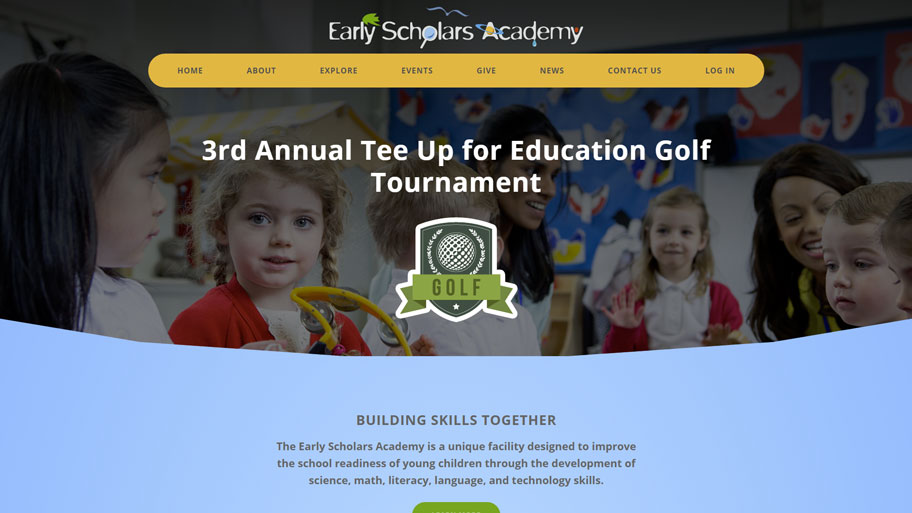 Early Scholars Academy
HOME ABOUT EXPLORE EVENTS GIVE NEWS CONTACT US LOG IN
3rd Annual Tee Up for Education Golf
Tournament
GOLF
BUILDING SKILLS TOGETHER
The Early Scholars Academy is a unique facility designed to improve
the school readiness of young children through the development of
science, math, literacy, language, and technology skills.